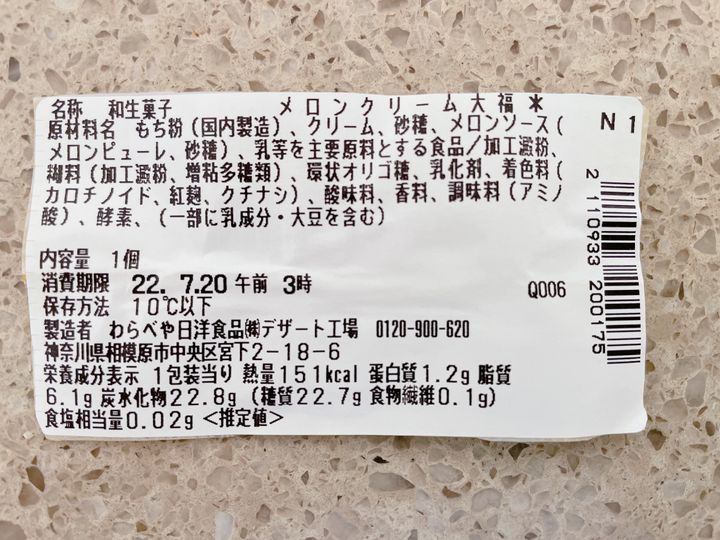 名称 和生菓子 メロンクリーム大福＊
原材料名 もち粉（国内製造）、クリーム、砂糖、メロンソース（
メロンピューレ、砂糖）、乳等を主要原料とする食品／加工澱粉、
糊料（加工澱粉、増粘多糖類）、環状オリゴ糖、乳化剤、着色料（
カロチノイド、紅麹、クチナシ）、酸味料、香料、調味料（アミノ
酸）、酵素、（一部に乳成分・大豆を含む）
N1
内容量 1個
消費期限 22. 7.20 午前 3時
Q006
保存方法 10℃以下
製造者 わらべや日洋食品㈱デザート工場 0120-900-620
神奈川県相模原市中央区宮下2-18-6
栄養成分表示 1包装当り 熱量151kcal 蛋白質1.2g 脂質
6.1g 炭水化物22.8g（糖質22.7g 食物繊維0.1g）
食塩相当量0.02g ＜推定値＞
2 110933 200175